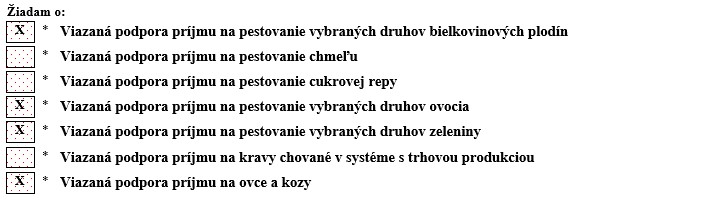 Žiadam o:
X * Viazaná podpora príjmu na pestovanie vybraných druhov bielkovinových plodín
* Viazaná podpora príjmu na pestovanie chmeľu
* Viazaná podpora príjmu na pestovanie cukrovej repy
X * Viazaná podpora príjmu na pestovanie vybraných druhov ovocia
X * Viazaná podpora príjmu na pestovanie vybraných druhov zeleniny
* Viazaná podpora príjmu na kravy chované v systéme s trhovou produkciou
X * Viazaná podpora príjmu na ovce a kozy